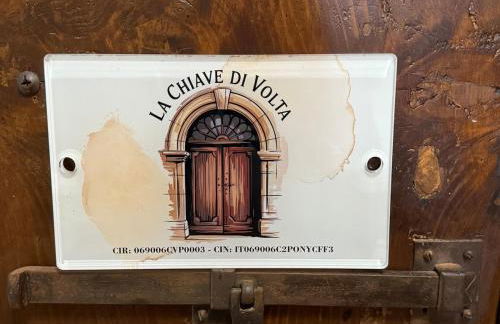 LA CHIAVE DI VOLTA
CIR: 069006CVP0003 - CIN: IT069006C2PONYCFF3